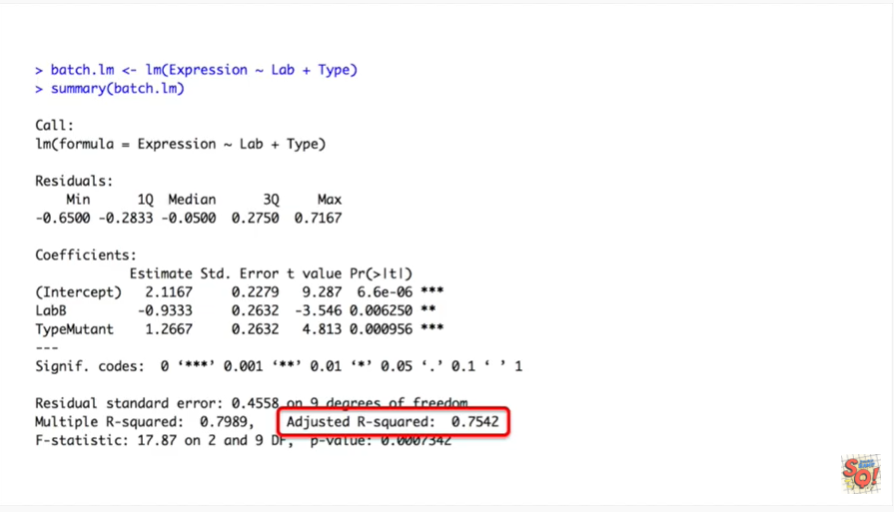 > batch.lm <- lm(Expression ~ Lab + Type)
> summary(batch.lm)
Call:
lm(formula = Expression ~ Lab + Type)
Residuals:
    Min      1Q  Median      3Q     Max
-0.6500 -0.2833 -0.0500  0.2750  0.7167
Coefficients:
            Estimate Std. Error t value Pr(>|t|)
(Intercept)   2.1167     0.2279   9.287  6.6e-06 ***
LabB         -0.9333     0.2632  -3.546 0.006250 **
TypeMutant    1.2667     0.2632   4.813 0.000956 ***
---
Signif. codes:  0 ‘***’ 0.001 ‘**’ 0.01 ‘*’ 0.05 ‘.’ 0.1 ‘ ’ 1
Residual standard error: 0.4558 on 9 degrees of freedom
Multiple R-squared:  0.7989,    Adjusted R-squared:  0.7542
F-statistic: 17.87 on 2 and 9 DF,  p-value: 0.0007342
SQ!